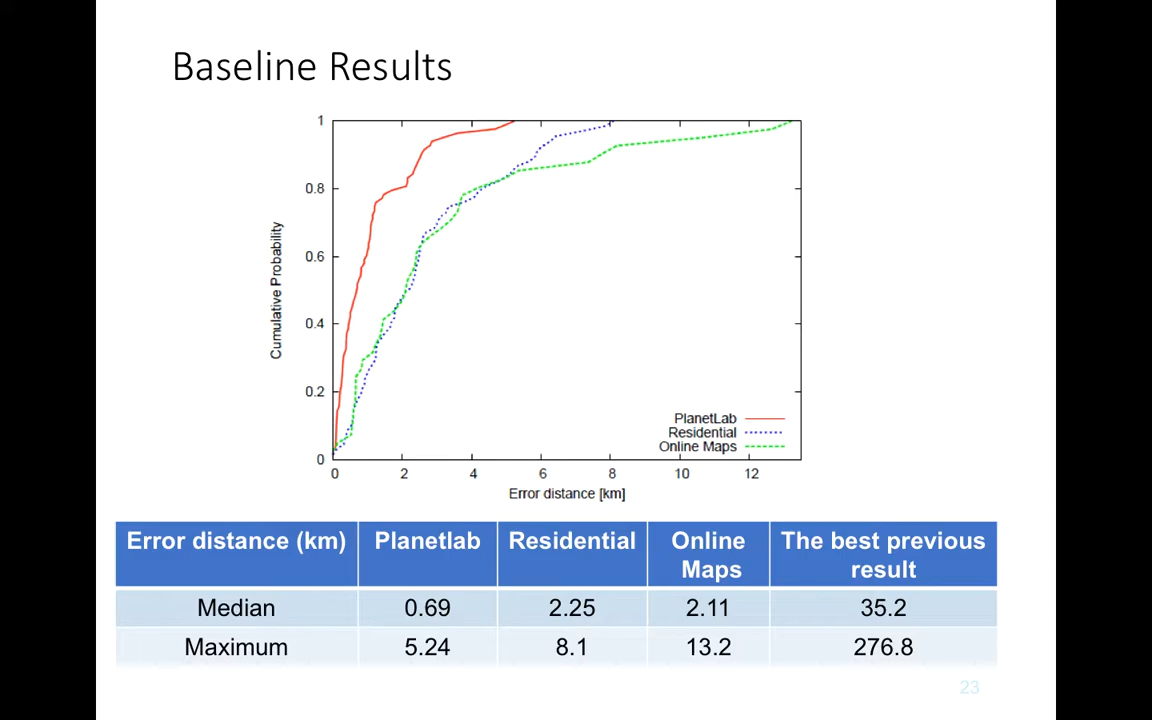 Baseline Results
1
0.8
0.6
0.4
0.2
0
Cumulative Probability
PlanetLab
Residential
Online Maps
0 2 4 6 8 10 12
Error distance [km]
Error distance (km) Planetlab Residential Online Maps The best previous result
Median 0.69 2.25 2.11 35.2
Maximum 5.24 8.1 13.2 276.8
23